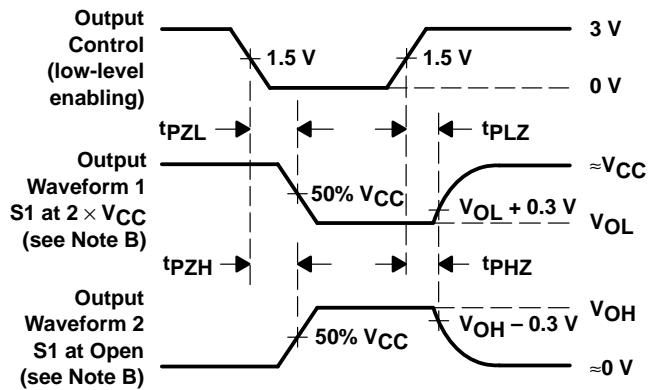 Output
Control
(low-level
enabling)
1.5 V
1.5 V
3 V
0 V
tPZL
tPLZ
Output
Waveform 1
S1 at 2 × VCC
(see Note B)
50% VCC
VOL + 0.3 V
≈VCC
VOL
tPZH
tPHZ
Output
Waveform 2
S1 at Open
(see Note B)
50% VCC
VOH − 0.3 V
VOH
≈0 V